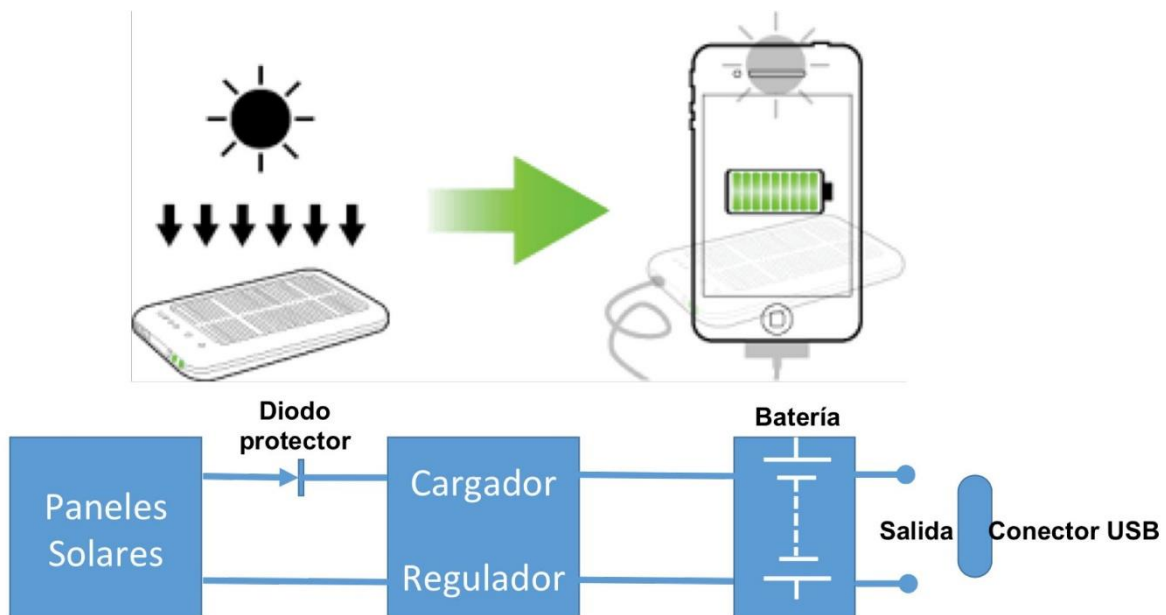 Diodo
protector
Batería
Paneles
Solares
Cargador
Regulador
Salida
Conector USB